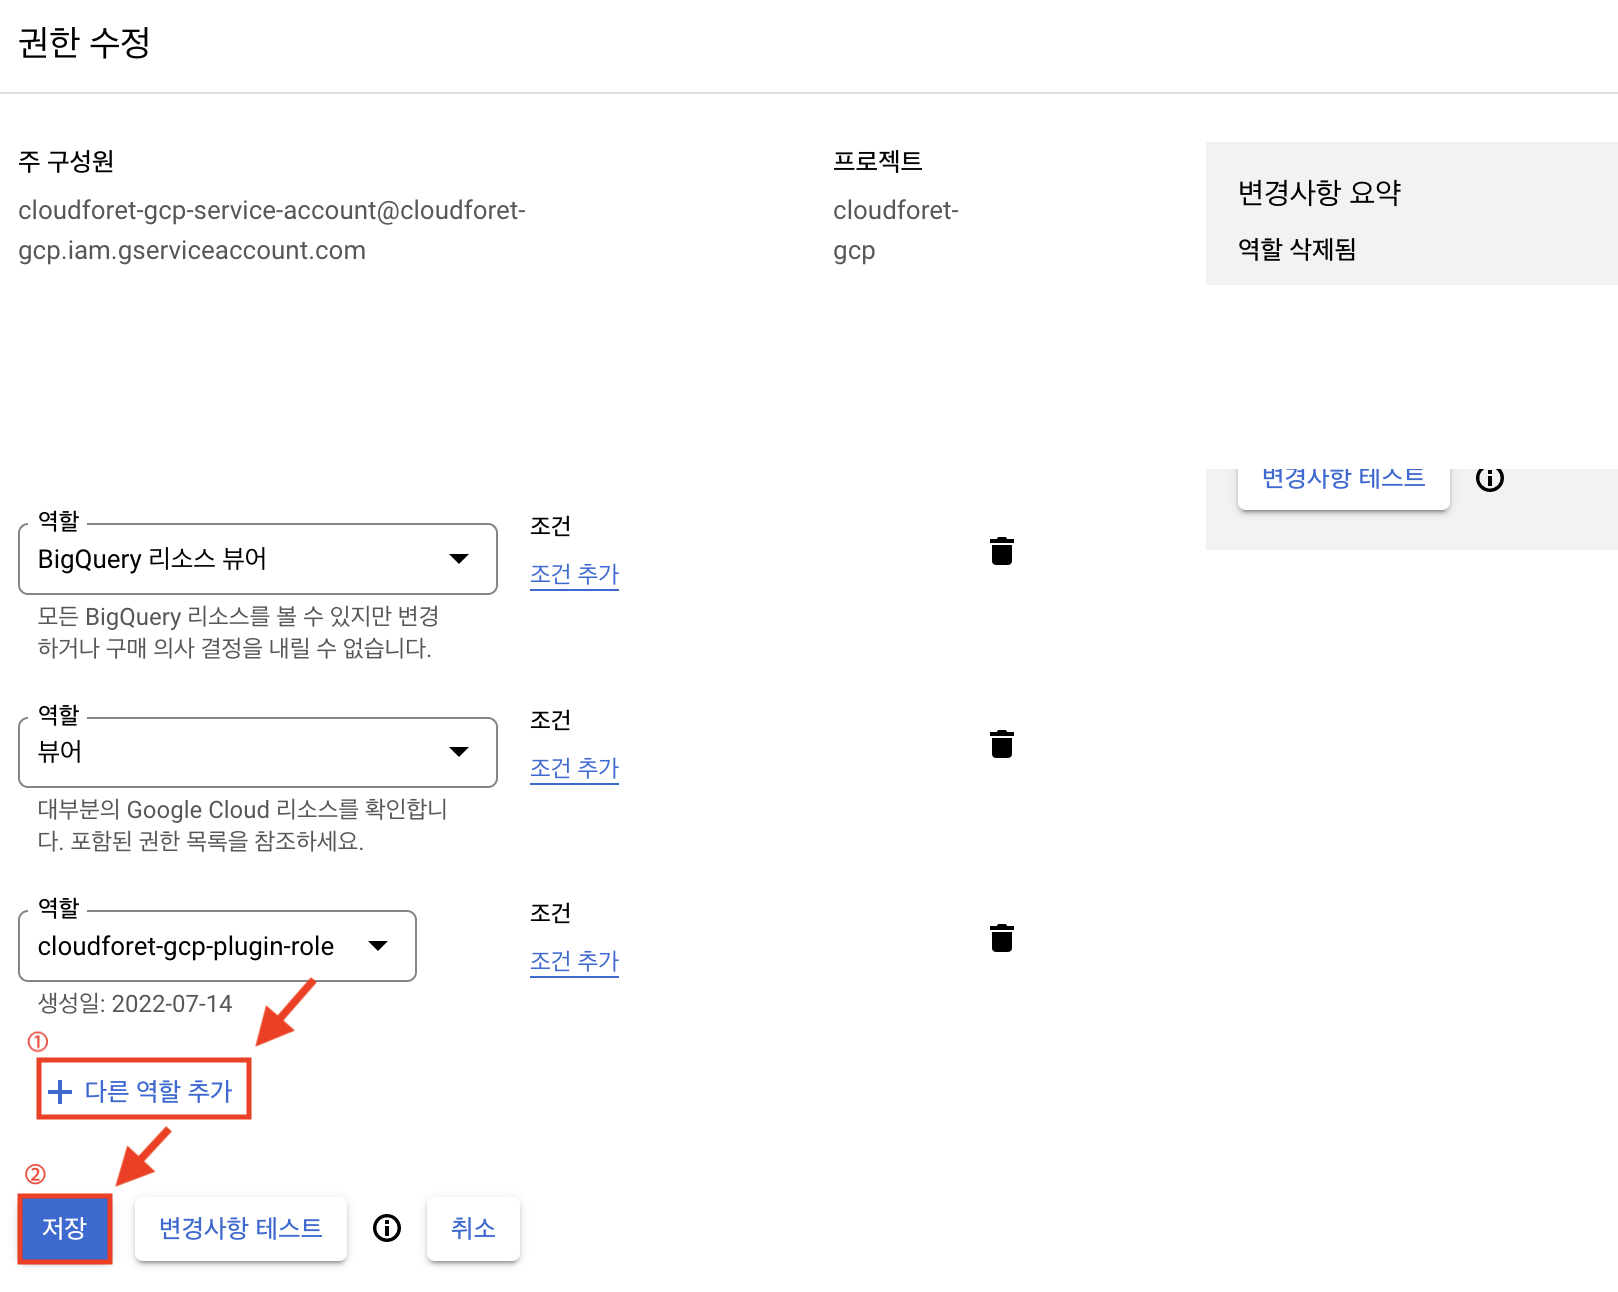 권한 수정
주 구성원
cloudforet-gcp-service-account@cloudforet-
gcp.iam.gserviceaccount.com
프로젝트
cloudforet-
gcp
변경사항 요약
역할 삭제됨
변경사항 테스트
역할
BigQuery 리소스 뷰어
조건
조건 추가
모든 BigQuery 리소스를 볼 수 있지만 변경
하거나 구매 의사 결정을 내릴 수 없습니다.
역할
뷰어
조건
조건 추가
대부분의 Google Cloud 리소스를 확인합니
다. 포함된 권한 목록을 참조하세요.
역할
cloudforet-gcp-plugin-role
조건
조건 추가
생성일: 2022-07-14
①
+ 다른 역할 추가
②
저장
변경사항 테스트
취소